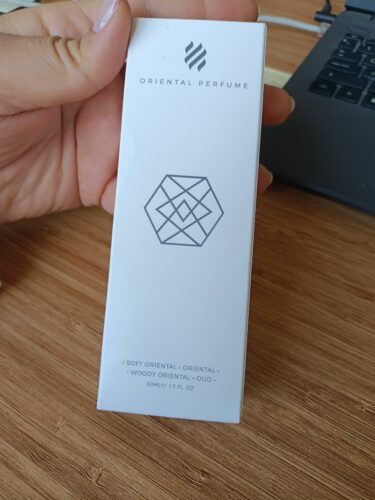 ORIENTAL PERFUME
• SOFT ORIENTAL • ORIENTAL •
• WOODY ORIENTAL • OUD •
50ML℮ 1.7 FL. OZ